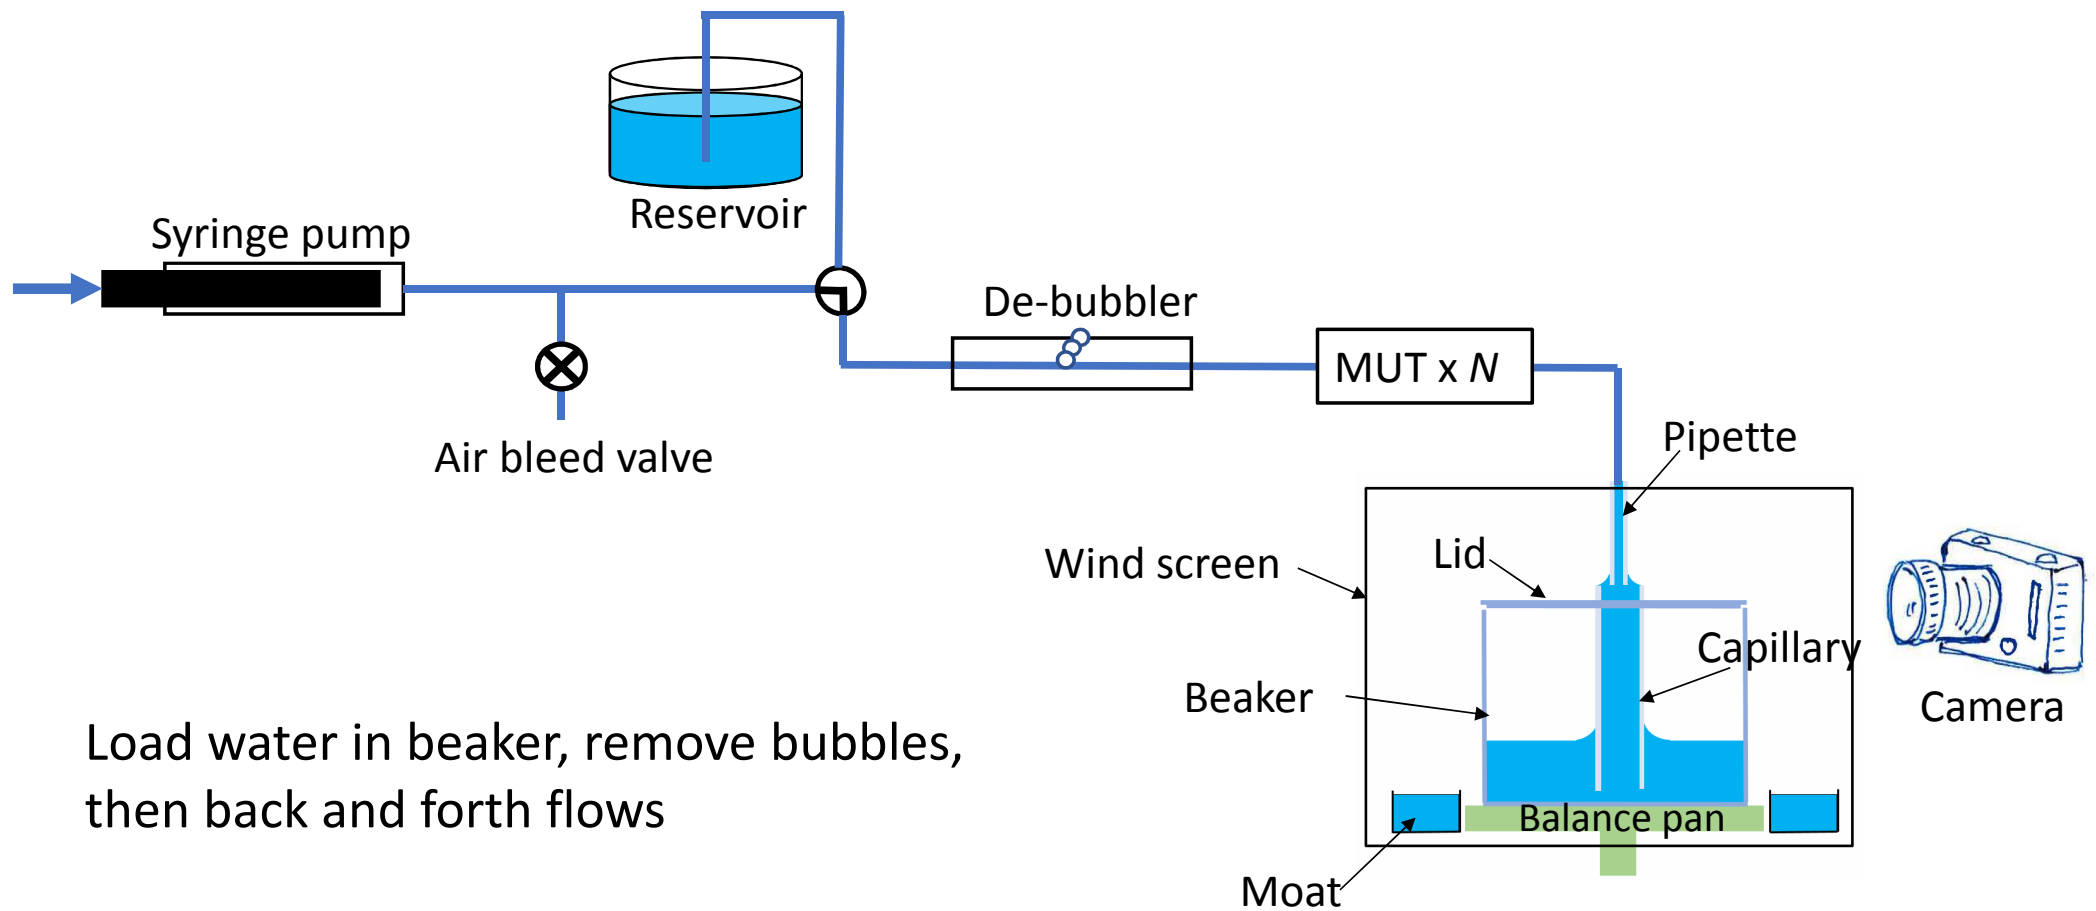 Reservoir
Syringe pump
De-bubbler
MUT x N
Air bleed valve
Pipette
Wind screen
Lid
Capillary
Beaker
Camera
Load water in beaker, remove bubbles,
then back and forth flows
Balance pan
Moat